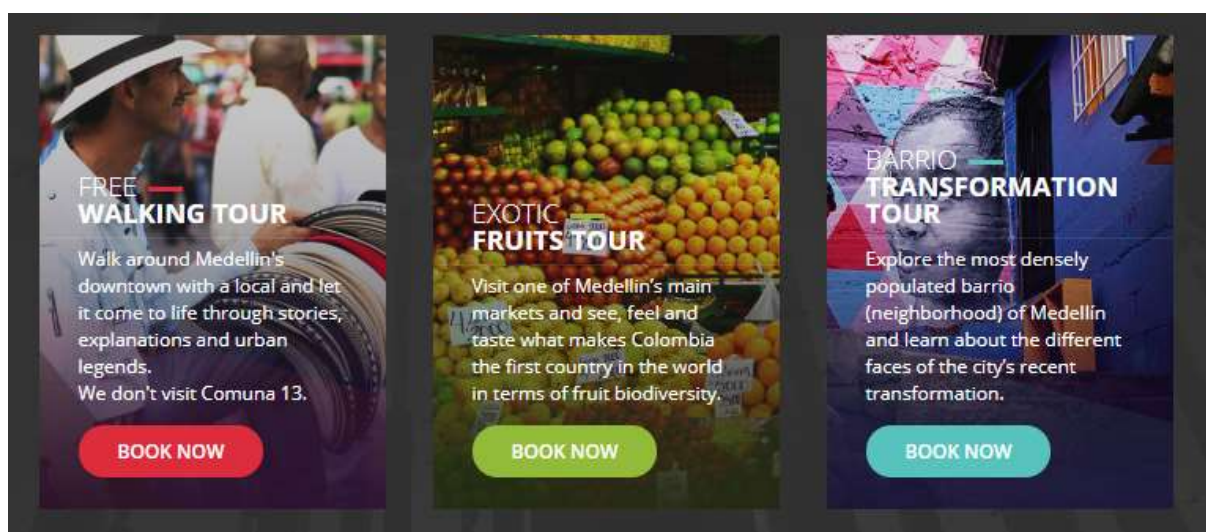 FREE
WALKING TOUR
Walk around Medellin's
downtown with a local and let
it come to life through stories,
explanations and urban
legends.
We don't visit Comuna 13.
BOOK NOW
EXOTIC
FRUITS TOUR
Visit one of Medellin's main
markets and see, feel and
taste what makes Colombia
the first country in the world
in terms of fruit biodiversity.
BOOK NOW
BARRIO
TRANSFORMATION
TOUR
Explore the most densely
populated barrio
(neighborhood) of Medellín
and learn about the different
faces of the city's recent
transformation.
BOOK NOW